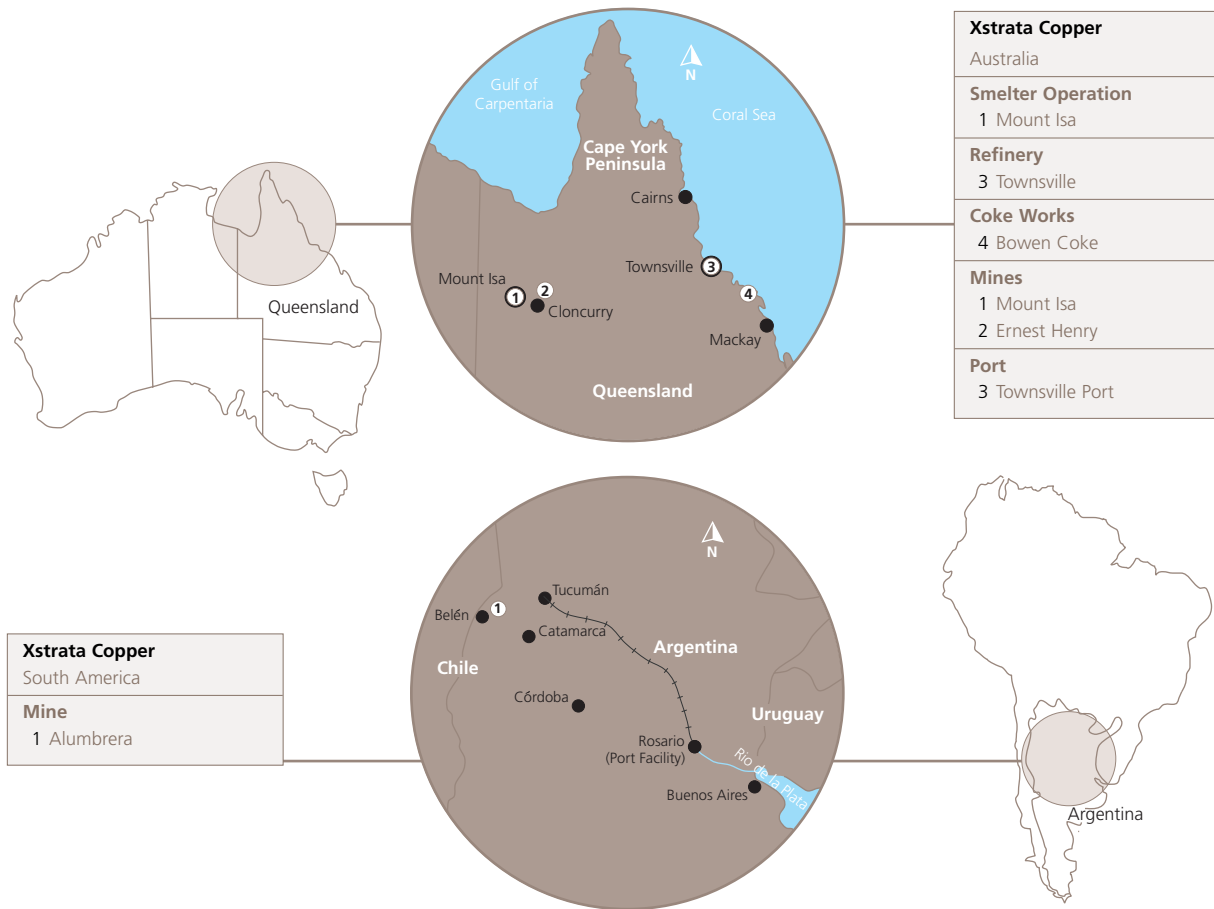 Gulf of
Carpentaria
N
Coral Sea
Cape York
Peninsula
Cairns
Townsville
3
Mount Isa
1
2
Cloncurry
4
Mackay
Queensland
Queensland
Xstrata Copper
Australia
Smelter Operation
1 Mount Isa
Refinery
3 Townsville
Coke Works
4 Bowen Coke
Mines
1 Mount Isa
2 Ernest Henry
Port
3 Townsville Port
Xstrata Copper
South America
Mine
1 Alumbrera
N
Tucumán
Belén
1
Catamarca
Argentina
Chile
Córdoba
Uruguay
Rosario
(Port Facility)
Rio de la Plata
Buenos Aires
Argentina